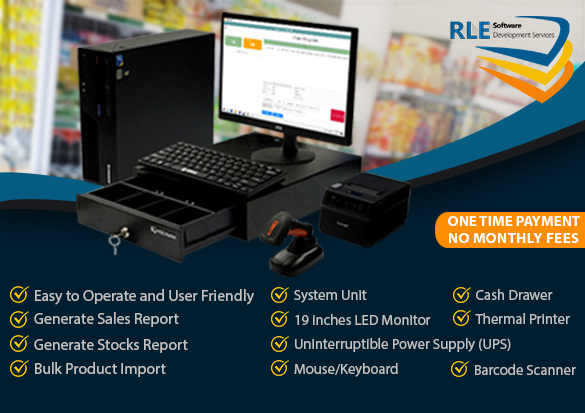 RLE Software
Development Services
ONE TIME PAYMENT
NO MONTHLY FEES
Easy to Operate and User Friendly
Generate Sales Report
Generate Stocks Report
Bulk Product Import
System Unit
19 inches LED Monitor
Uninterruptible Power Supply (UPS)
Mouse/Keyboard
Cash Drawer
Thermal Printer
Barcode Scanner